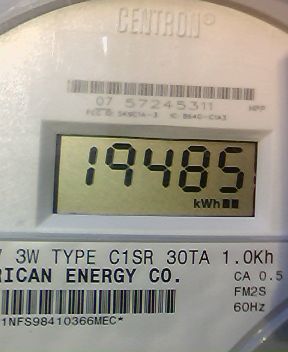 CENTRON®
07 57245311
19485
kWh
V 3W TYPE C1SR 30TA 1.0Kh
RICAN ENERGY CO.
CA 0.5
FM2S
60Hz
1NFS98410366MEC*